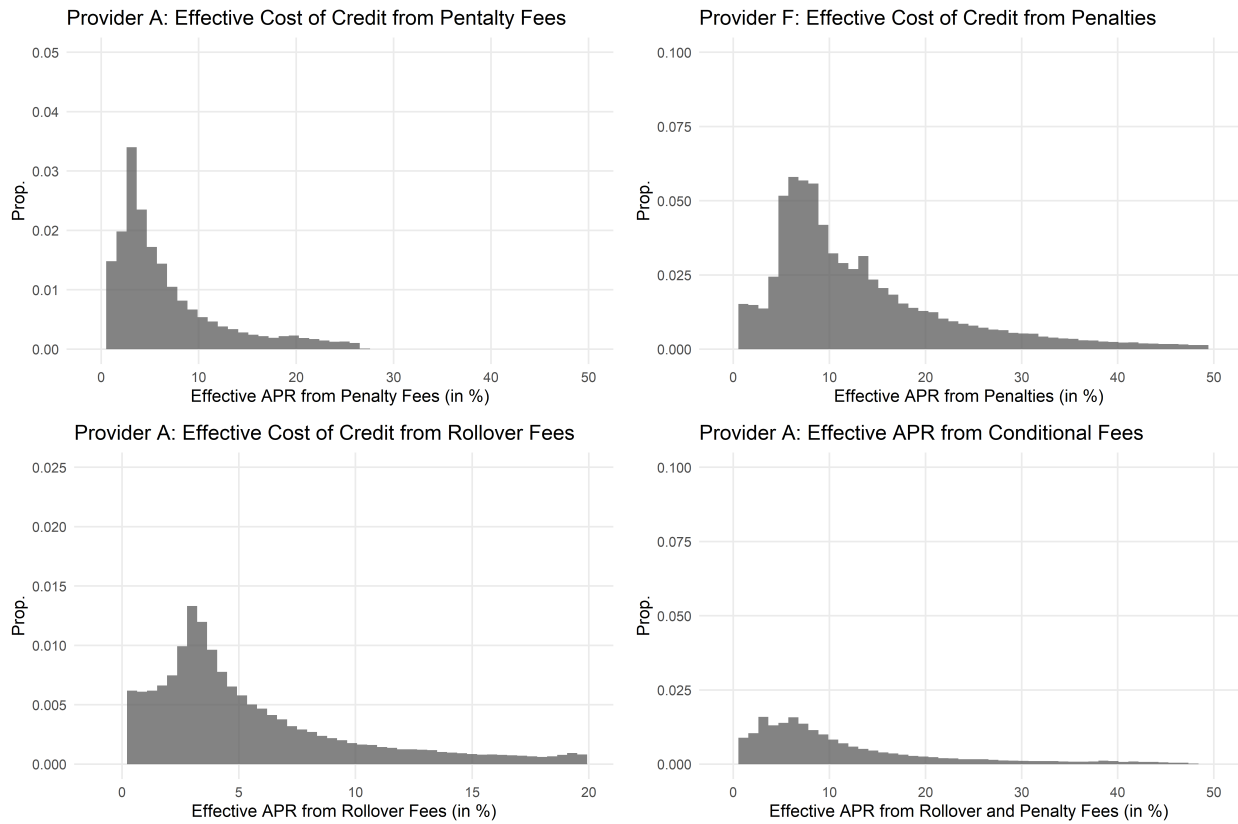 Provider A: Effective Cost of Credit from Pentalty Fees
0.05
0.04
0.03
0.02
0.01
0.00
Prop.
0 10 20 30 40 50
Effective APR from Penalty Fees (in %)
Provider F: Effective Cost of Credit from Penalties
0.100
0.075
0.050
0.025
0.000
Prop.
0 10 20 30 40 50
Effective APR from Penalties (in %)
Provider A: Effective Cost of Credit from Rollover Fees
0.025
0.020
0.015
0.010
0.005
0.000
Prop.
0 5 10 15 20
Effective APR from Rollover Fees (in %)
Provider A: Effective APR from Conditional Fees
0.100
0.075
0.050
0.025
0.000
Prop.
0 10 20 30 40 50
Effective APR from Rollover and Penalty Fees (in %)